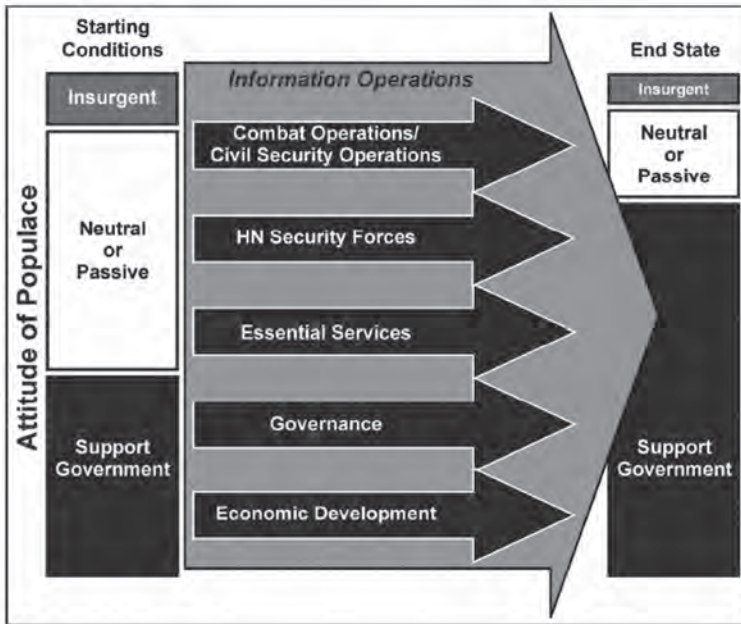 Starting
Conditions
Attitude of Populace
Insurgent
Neutral
or
Passive
Support
Government
Information Operations
Combat Operations/
Civil Security Operations
HN Security Forces
Essential Services
Governance
Economic Development
End State
Insurgent
Neutral
or
Passive
Support
Government